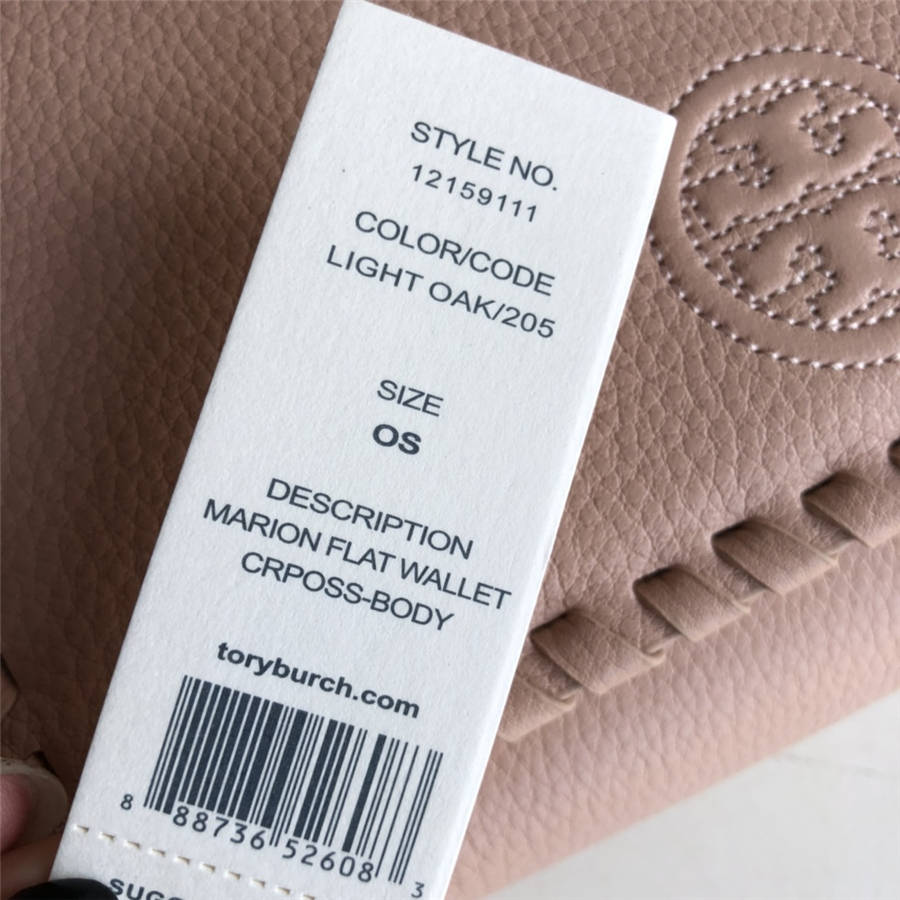 STYLE NO.
12159111
COLOR/CODE
LIGHT OAK/205
SIZE
OS
DESCRIPTION
MARION FLAT WALLET
CRPOSS-BODY
toryburch.com
8 88736 52608 3